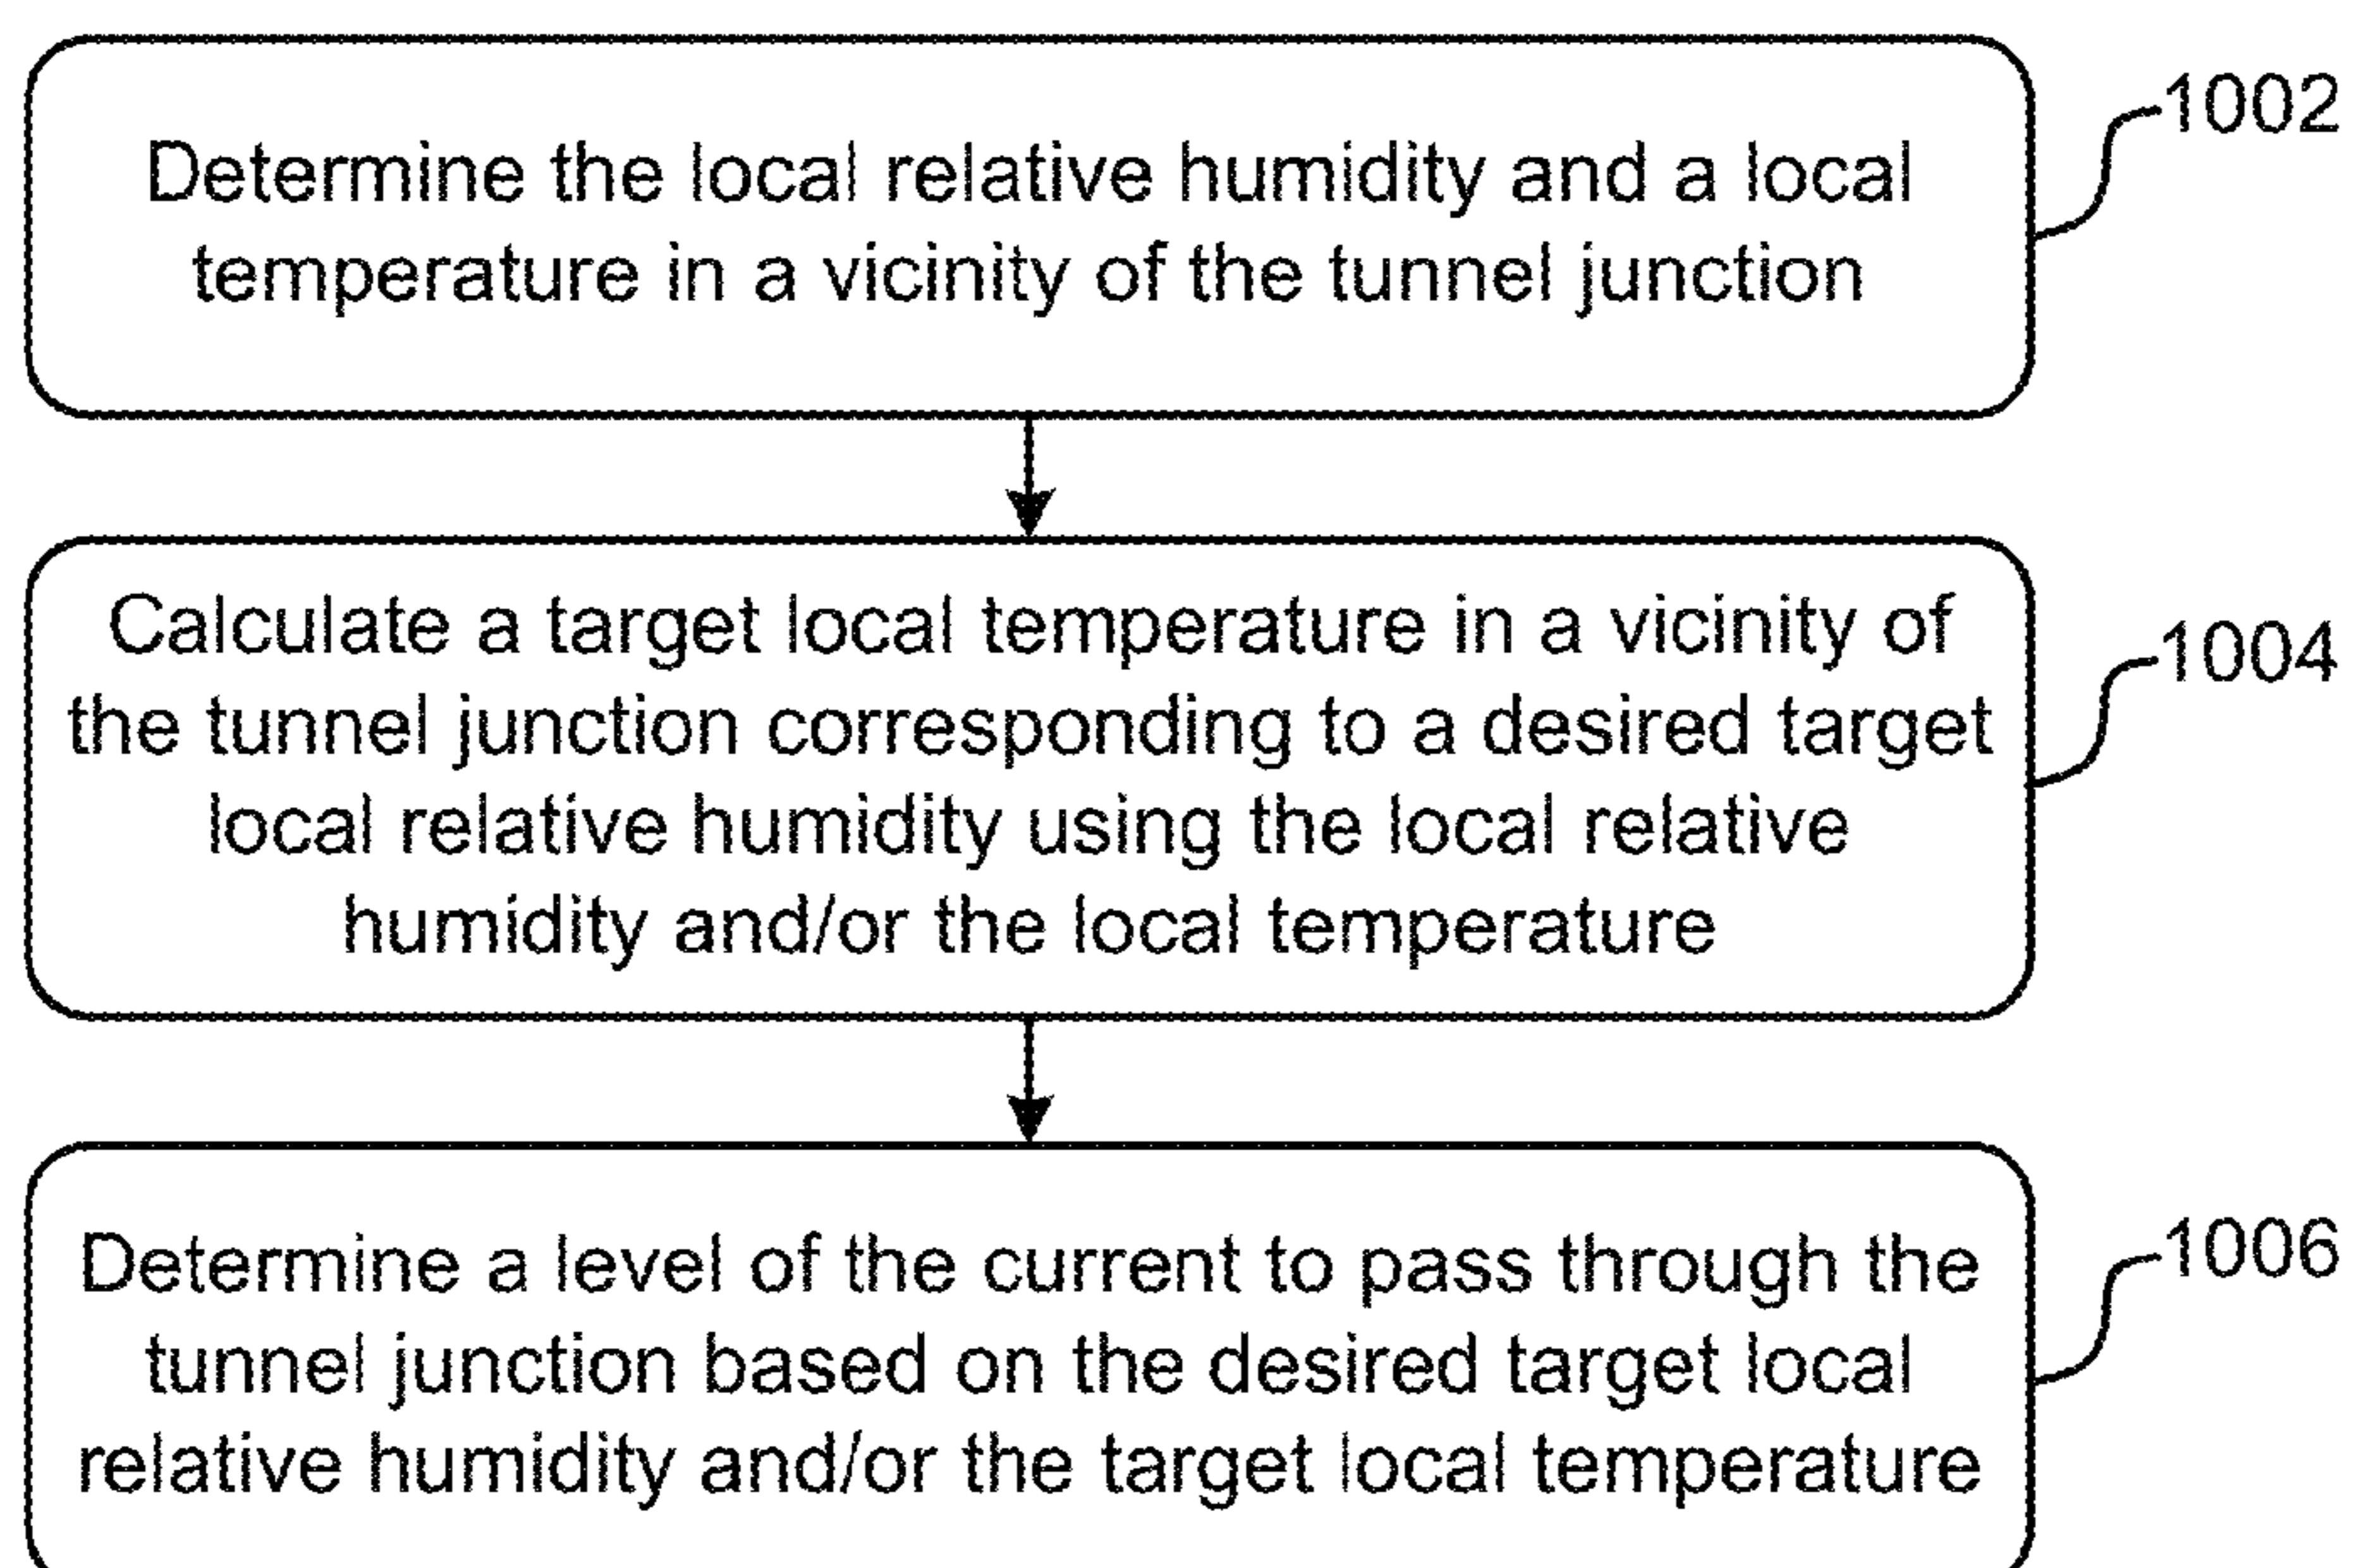 Determine the local relative humidity and a local
temperature in a vicinity of the tunnel junction
1002
Calculate a target local temperature in a vicinity of
the tunnel junction corresponding to a desired target
local relative humidity using the local relative
humidity and/or the local temperature
1004
Determine a level of the current to pass through the
tunnel junction based on the desired target local
relative humidity and/or the target local temperature
1006